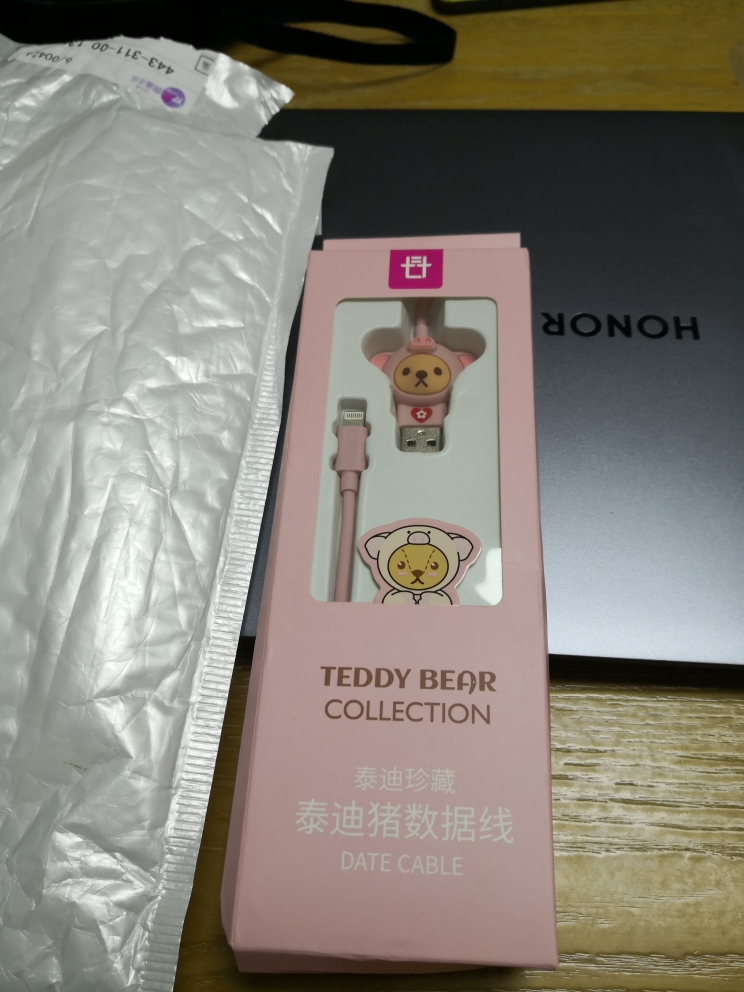 443-311-00
HONOR
TEDDY BEAR
COLLECTION
泰迪珍藏
泰迪猪数据线
DATE CABLE